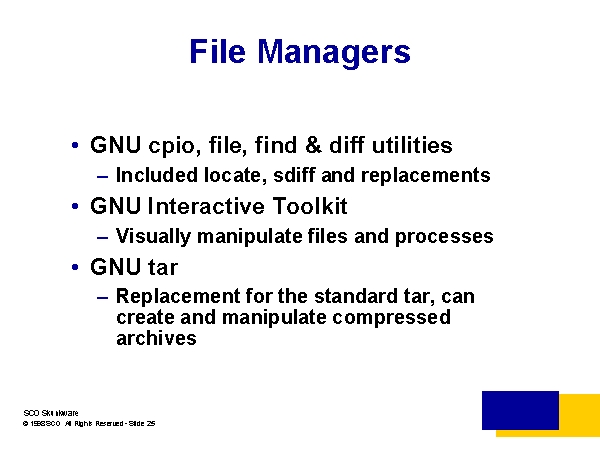 File Managers
• GNU cpio, file, find & diff utilities
– Included locate, sdiff and replacements
• GNU Interactive Toolkit
– Visually manipulate files and processes
• GNU tar
– Replacement for the standard tar, can
create and manipulate compressed
archives
SCO Skunkware
© 1998 SCO All Rights Reserved - Slide 25